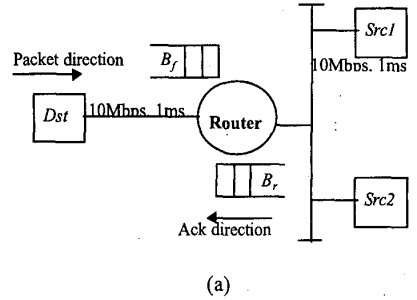 Src1
Packet direction
B_f
10Mbps, 1ms
Dst
10Mbps, 1ms
Router
B_r
Src2
Ack direction
(a)